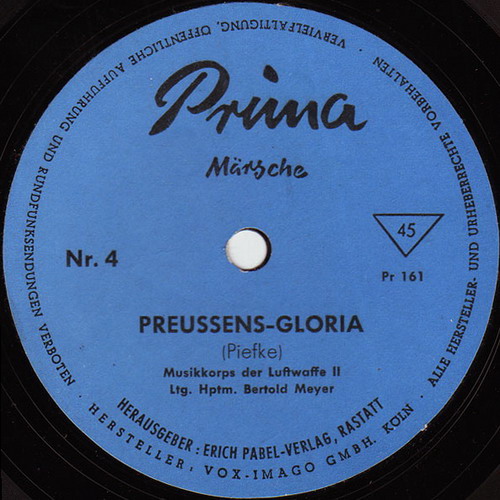 Prima
Märsche
Nr. 4
45
Pr 161
PREUSSENS-GLORIA
(Piefke)
Musikkorps der Luftwaffe II
Ltg. Hptm. Bertold Meyer
HERAUSGEBER: ERICH PABEL-VERLAG, RASTATT
HERSTELLER, VOX-IMAGO GMBH. KÖLN · ALLE HERSTELLER- UND URHEBERRECHTE VORBEHALTEN · VERVIELFÄLTIGUNG, ÖFFENTLICHE AUFFÜHRUNG UND RUNDFUNKSENDUNGEN VERBOTEN ·